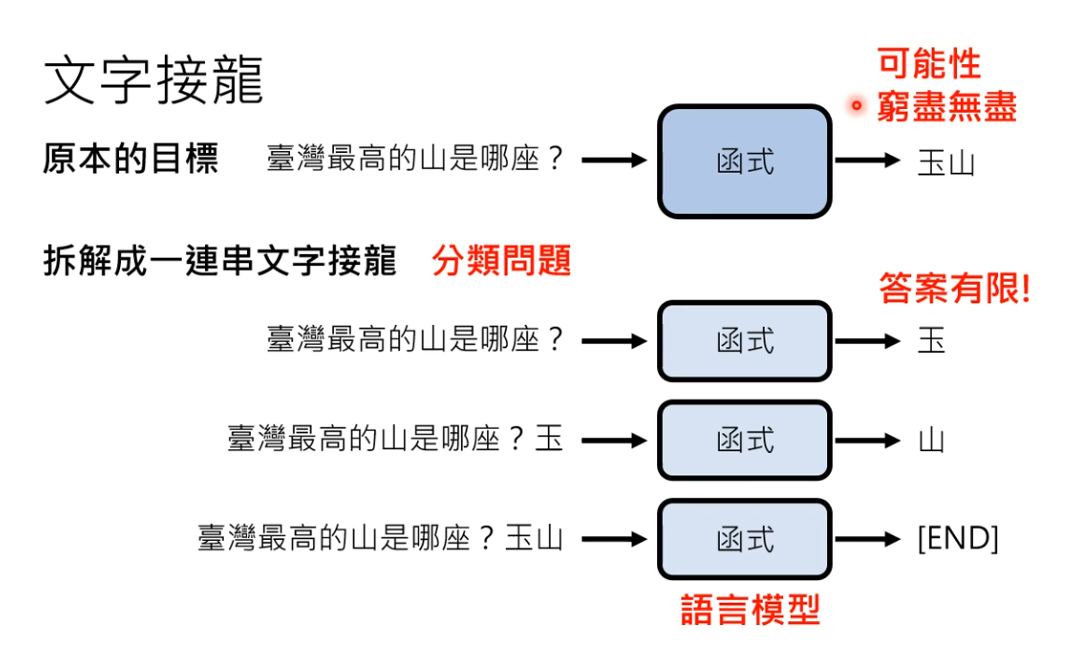 文字接龍
可能性
窮盡無盡
原本的目標 臺灣最高的山是哪座？ 函式 玉山
拆解成一連串文字接龍 分類問題
答案有限!
臺灣最高的山是哪座？ 函式 玉
臺灣最高的山是哪座？玉 函式 山
臺灣最高的山是哪座？玉山 函式 [END]
語言模型